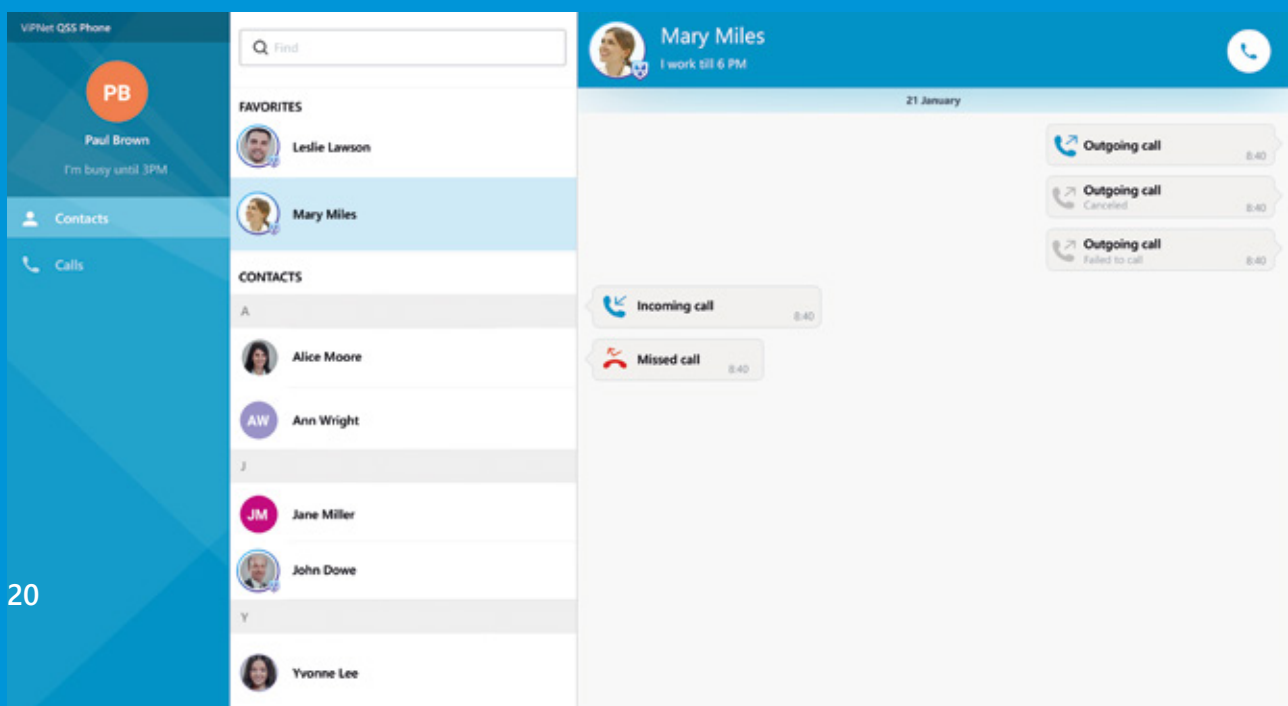 ViPNet QSS Phone
PB
Paul Brown
I'm busy until 3PM
Contacts
Calls
20
Find
FAVORITES
Leslie Lawson
Mary Miles
CONTACTS
A
Alice Moore
AW
Ann Wright
J
JM
Jane Miller
John Dowe
Y
Yvonne Lee
Mary Miles
I work till 6 PM
21 January
Outgoing call
8:40
Outgoing call
Canceled
8:40
Outgoing call
Failed to call
8:40
Incoming call
8:40
Missed call
8:40